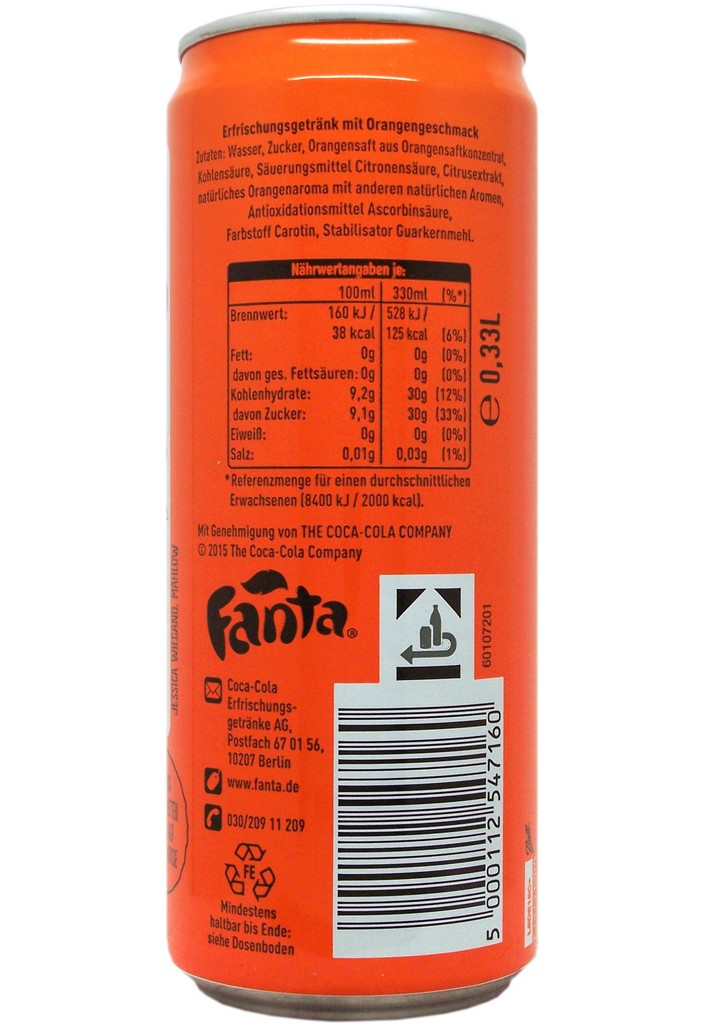 Erfrischungsgetränk mit Orangengeschmack
Zutaten: Wasser, Zucker, Orangensaft aus Orangensaftkonzentrat,
Kohlensäure, Säuerungsmittel Citronensäure, Citrusextrakt,
natürliches Orangenaroma mit anderen natürlichen Aromen,
Antioxidationsmittel Ascorbinsäure,
Farbstoff Carotin, Stabilisator Guarkernmehl.
Nährwertangaben je:
100ml 330ml (%*)
Brennwert: 160 kJ / 528 kJ /
38 kcal 125 kcal (6%)
Fett: 0g 0g (0%)
davon ges. Fettsäuren: 0g 0g (0%)
Kohlenhydrate: 9,2g 30g (12%)
davon Zucker: 9,1g 30g (33%)
Eiweiß: 0g 0g (0%)
Salz: 0,01g 0,03g (1%)
e 0,33L
*Referenzmenge für einen durchschnittlichen
Erwachsenen (8400 kJ / 2000 kcal).
Mit Genehmigung von THE COCA-COLA COMPANY
© 2015 The Coca-Cola Company
JESSICA WIEGAND, MAHLOW
Fanta®
60107201
Coca-Cola
Erfrischungs-
getränke AG,
Postfach 67 01 56,
10207 Berlin
www.fanta.de
030/209 11 209
FE
Mindestens
haltbar bis Ende:
siehe Dosenboden
5 000112 547160